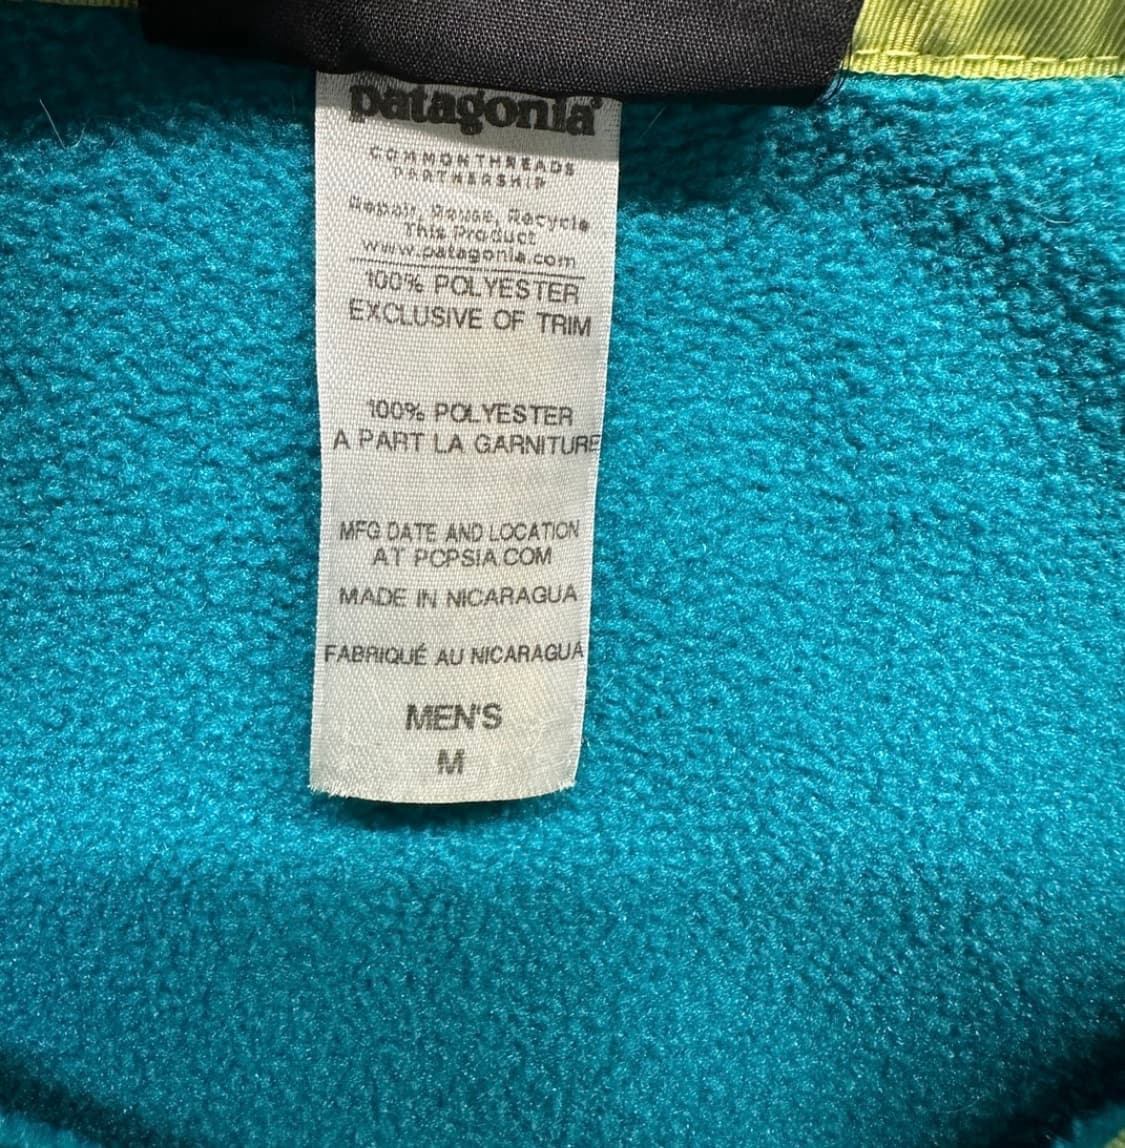 patagonia®
COMMON THREADS
PARTNERSHIP
Repair, Reuse, Recycle
This Product
www.patagonia.com
100% POLYESTER
EXCLUSIVE OF TRIM
100% POLYESTER
A PART LA GARNITURE
MFG DATE AND LOCATION
AT PCPSIA.COM
MADE IN NICARAGUA
FABRIQUÉ AU NICARAGUA
MEN'S
M